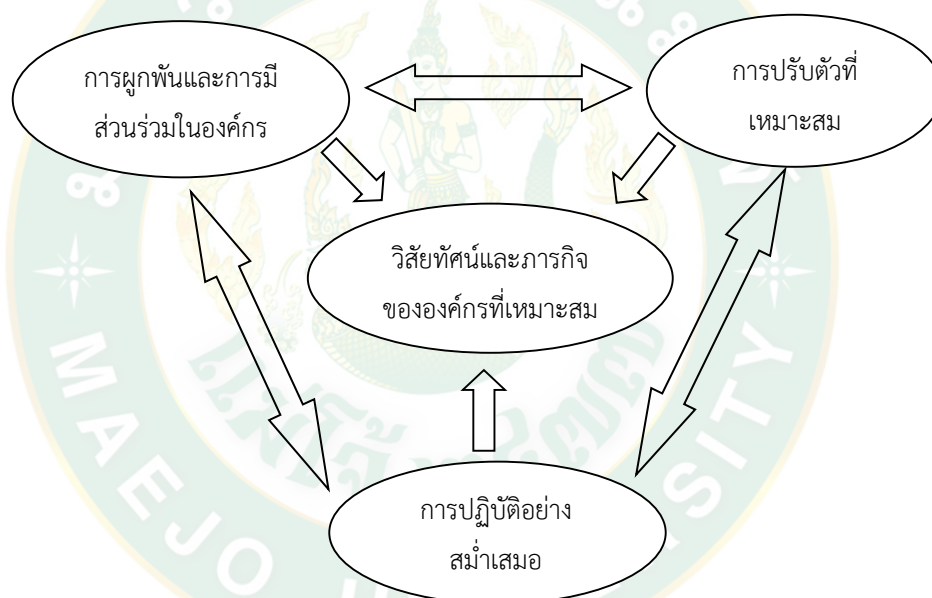 การผูกพันและการมี
ส่วนร่วมในองค์กร
การปรับตัวที่
เหมาะสม
วิสัยทัศน์และภารกิจ
ขององค์กรที่เหมาะสม
การปฏิบัติอย่าง
สม่ำเสมอ
MAEJO